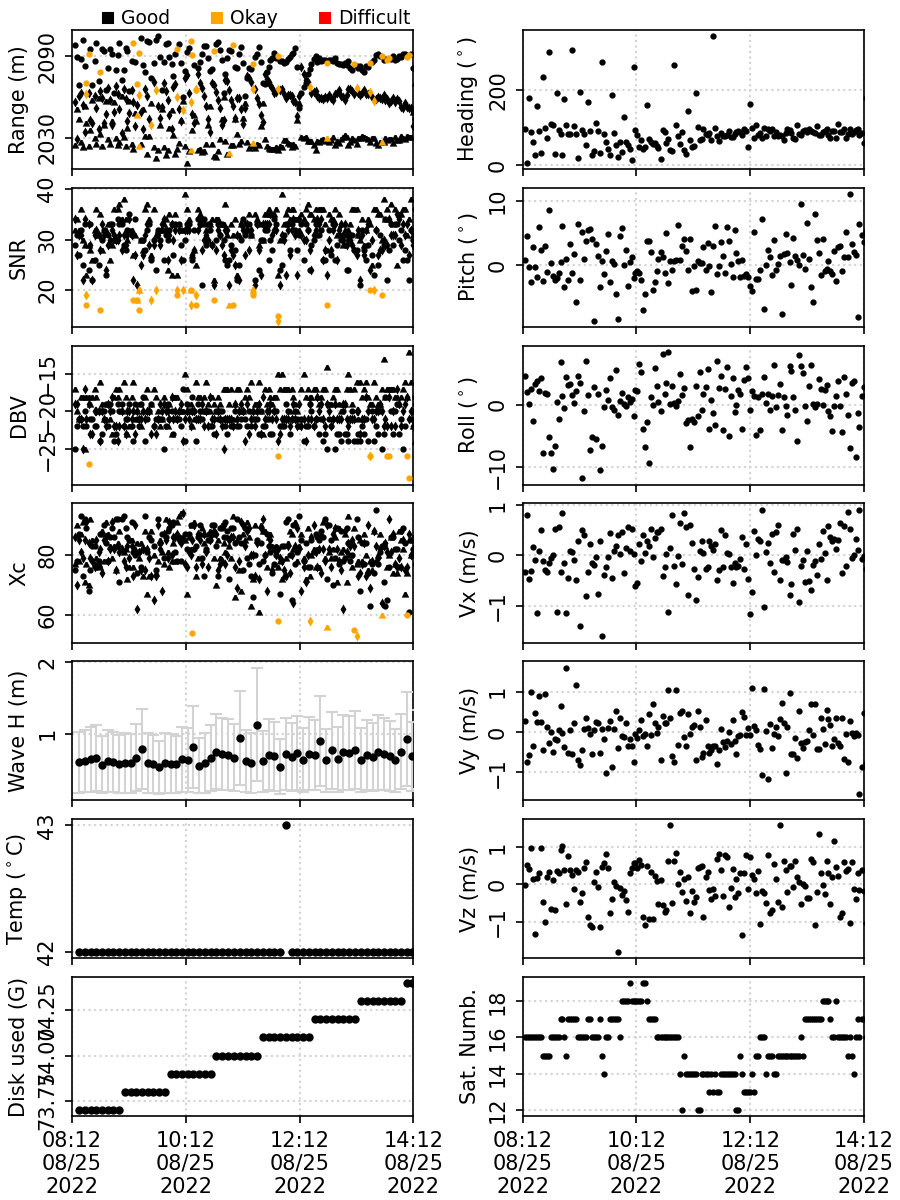 Good Okay Difficult
Range (m)
2090
2030
Heading (°)
200
0
SNR
40
30
20
Pitch (°)
10
0
DBV
−15
−20
−25
Roll (°)
0
−10
Xc
80
60
Vx (m/s)
1
0
−1
Wave H (m)
2
1
Vy (m/s)
1
0
−1
Temp (°C)
43
42
Vz (m/s)
1
0
−1
Disk used (G)
74.25
74.00
73.75
Sat. Numb.
18
16
14
12
08:12 10:12 12:12 14:12
08/25 08/25 08/25 08/25
2022 2022 2022 2022
08:12 10:12 12:12 14:12
08/25 08/25 08/25 08/25
2022 2022 2022 2022